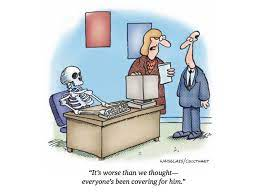 "It's worse than we thought—
everyone's been covering for him."